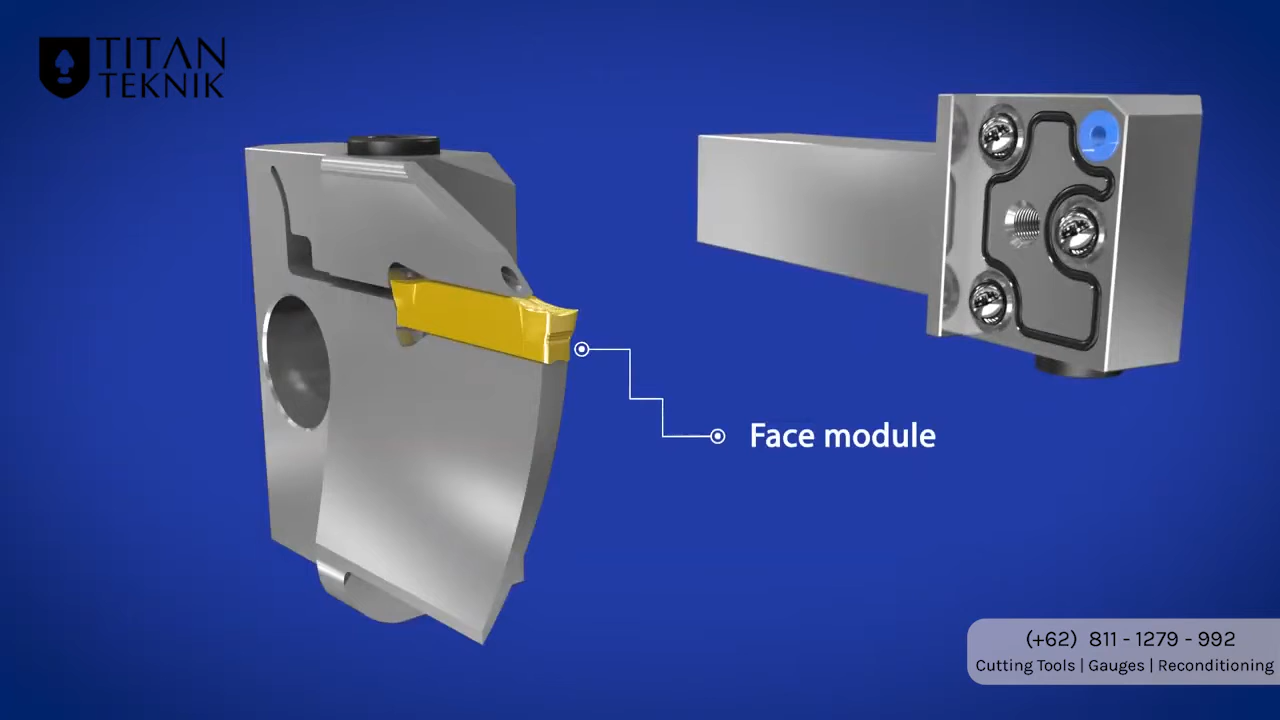 TITAN
TEKNIK
Face module
(+62) 811 - 1279 - 992
Cutting Tools | Gauges | Reconditioning